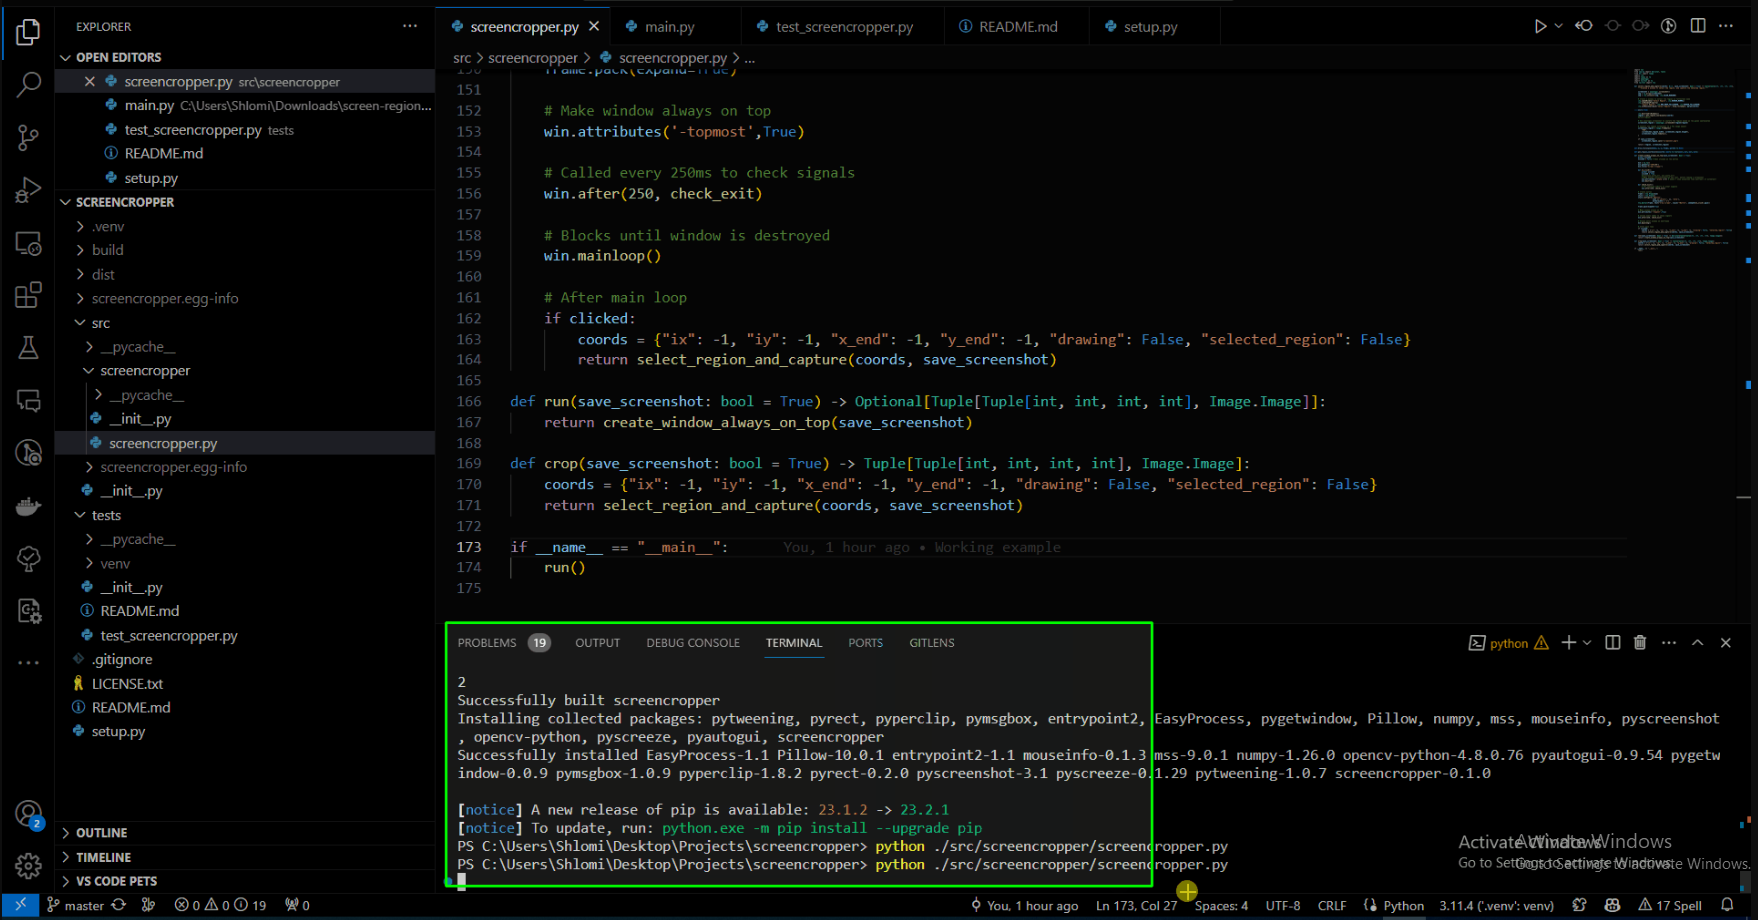 EXPLORER
OPEN EDITORS
screencropper.py src\screencropper
main.py C:\Users\Shlomi\Downloads\screen-region...
test_screencropper.py tests
README.md
setup.py
SCREENCROPPER
.venv
build
dist
screencropper.egg-info
src
__pycache__
screencropper
__pycache__
__init__.py
screencropper.py
screencropper.egg-info
__init__.py
tests
__pycache__
venv
__init__.py
README.md
test_screencropper.py
.gitignore
LICENSE.txt
README.md
setup.py
OUTLINE
TIMELINE
VS CODE PETS
screencropper.py main.py test_screencropper.py README.md setup.py
src > screencropper > screencropper.py > ...
150 frame.pack(expand=True)
151
152 # Make window always on top
153 win.attributes('-topmost',True)
154
155 # Called every 250ms to check signals
156 win.after(250, check_exit)
157
158 # Blocks until window is destroyed
159 win.mainloop()
160
161 # After main loop
162 if clicked:
163 coords = {"ix": -1, "iy": -1, "x_end": -1, "y_end": -1, "drawing": False, "selected_region": False}
164 return select_region_and_capture(coords, save_screenshot)
165
166 def run(save_screenshot: bool = True) -> Optional[Tuple[Tuple[int, int, int, int], Image.Image]]:
167 return create_window_always_on_top(save_screenshot)
168
169 def crop(save_screenshot: bool = True) -> Tuple[Tuple[int, int, int, int], Image.Image]:
170 coords = {"ix": -1, "iy": -1, "x_end": -1, "y_end": -1, "drawing": False, "selected_region": False}
171 return select_region_and_capture(coords, save_screenshot)
172
173 if __name__ == "__main__": You, 1 hour ago • Working example
174 run()
175
PROBLEMS 19 OUTPUT DEBUG CONSOLE TERMINAL PORTS GITLENS python
2
Successfully built screencropper
Installing collected packages: pytweening, pyrect, pyperclip, pymsgbox, entrypoint2, EasyProcess, pygetwindow, Pillow, numpy, mss, mouseinfo, pyscreenshot
, opencv-python, pyscreeze, pyautogui, screencropper
Successfully installed EasyProcess-1.1 Pillow-10.0.1 entrypoint2-1.1 mouseinfo-0.1.3 mss-9.0.1 numpy-1.26.0 opencv-python-4.8.0.76 pyautogui-0.9.54 pygetw
indow-0.0.9 pymsgbox-1.0.9 pyperclip-1.8.2 pyrect-0.2.0 pyscreenshot-3.1 pyscreeze-0.1.29 pytweening-1.0.7 screencropper-0.1.0
[notice] A new release of pip is available: 23.1.2 -> 23.2.1
[notice] To update, run: python.exe -m pip install --upgrade pip
PS C:\Users\Shlomi\Desktop\Projects\screencropper> python ./src/screencropper/screencropper.py
PS C:\Users\Shlomi\Desktop\Projects\screencropper> python ./src/screencropper/screencropper.py
Activate Windows
Go to Settings to activate Windows.
2
master 0 0 19 0 You, 1 hour ago Ln 173, Col 27 Spaces: 4 UTF-8 CRLF Python 3.11.4 ('.venv': venv) 17 Spell